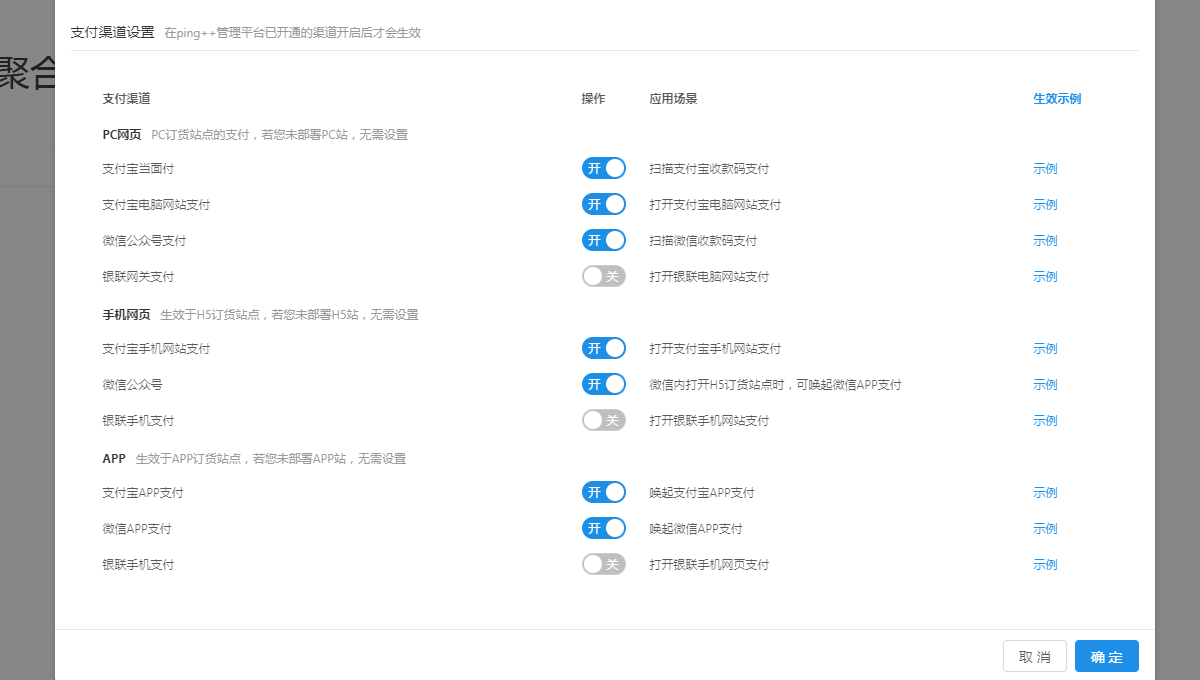 支付渠道设置 在ping++管理平台已开通的渠道开启后才会生效
聚合
支付渠道 操作 应用场景 生效示例
PC网页 PC订货站点的支付，若您未部署PC站，无需设置
支付宝当面付 开 扫描支付宝收款码支付 示例
支付宝电脑网站支付 开 打开支付宝电脑网站支付 示例
微信公众号支付 开 扫描微信收款码支付 示例
银联网关支付 关 打开银联电脑网站支付 示例
手机网页 生效于H5订货站点，若您未部署H5站，无需设置
支付宝手机网站支付 开 打开支付宝手机网站支付 示例
微信公众号 开 微信内打开H5订货站点时，可唤起微信APP支付 示例
银联手机支付 关 打开银联手机网站支付 示例
APP 生效于APP订货站点，若您未部署APP站，无需设置
支付宝APP支付 开 唤起支付宝APP支付 示例
微信APP支付 开 唤起微信APP支付 示例
银联手机支付 关 打开银联手机网页支付 示例
取 消 确 定